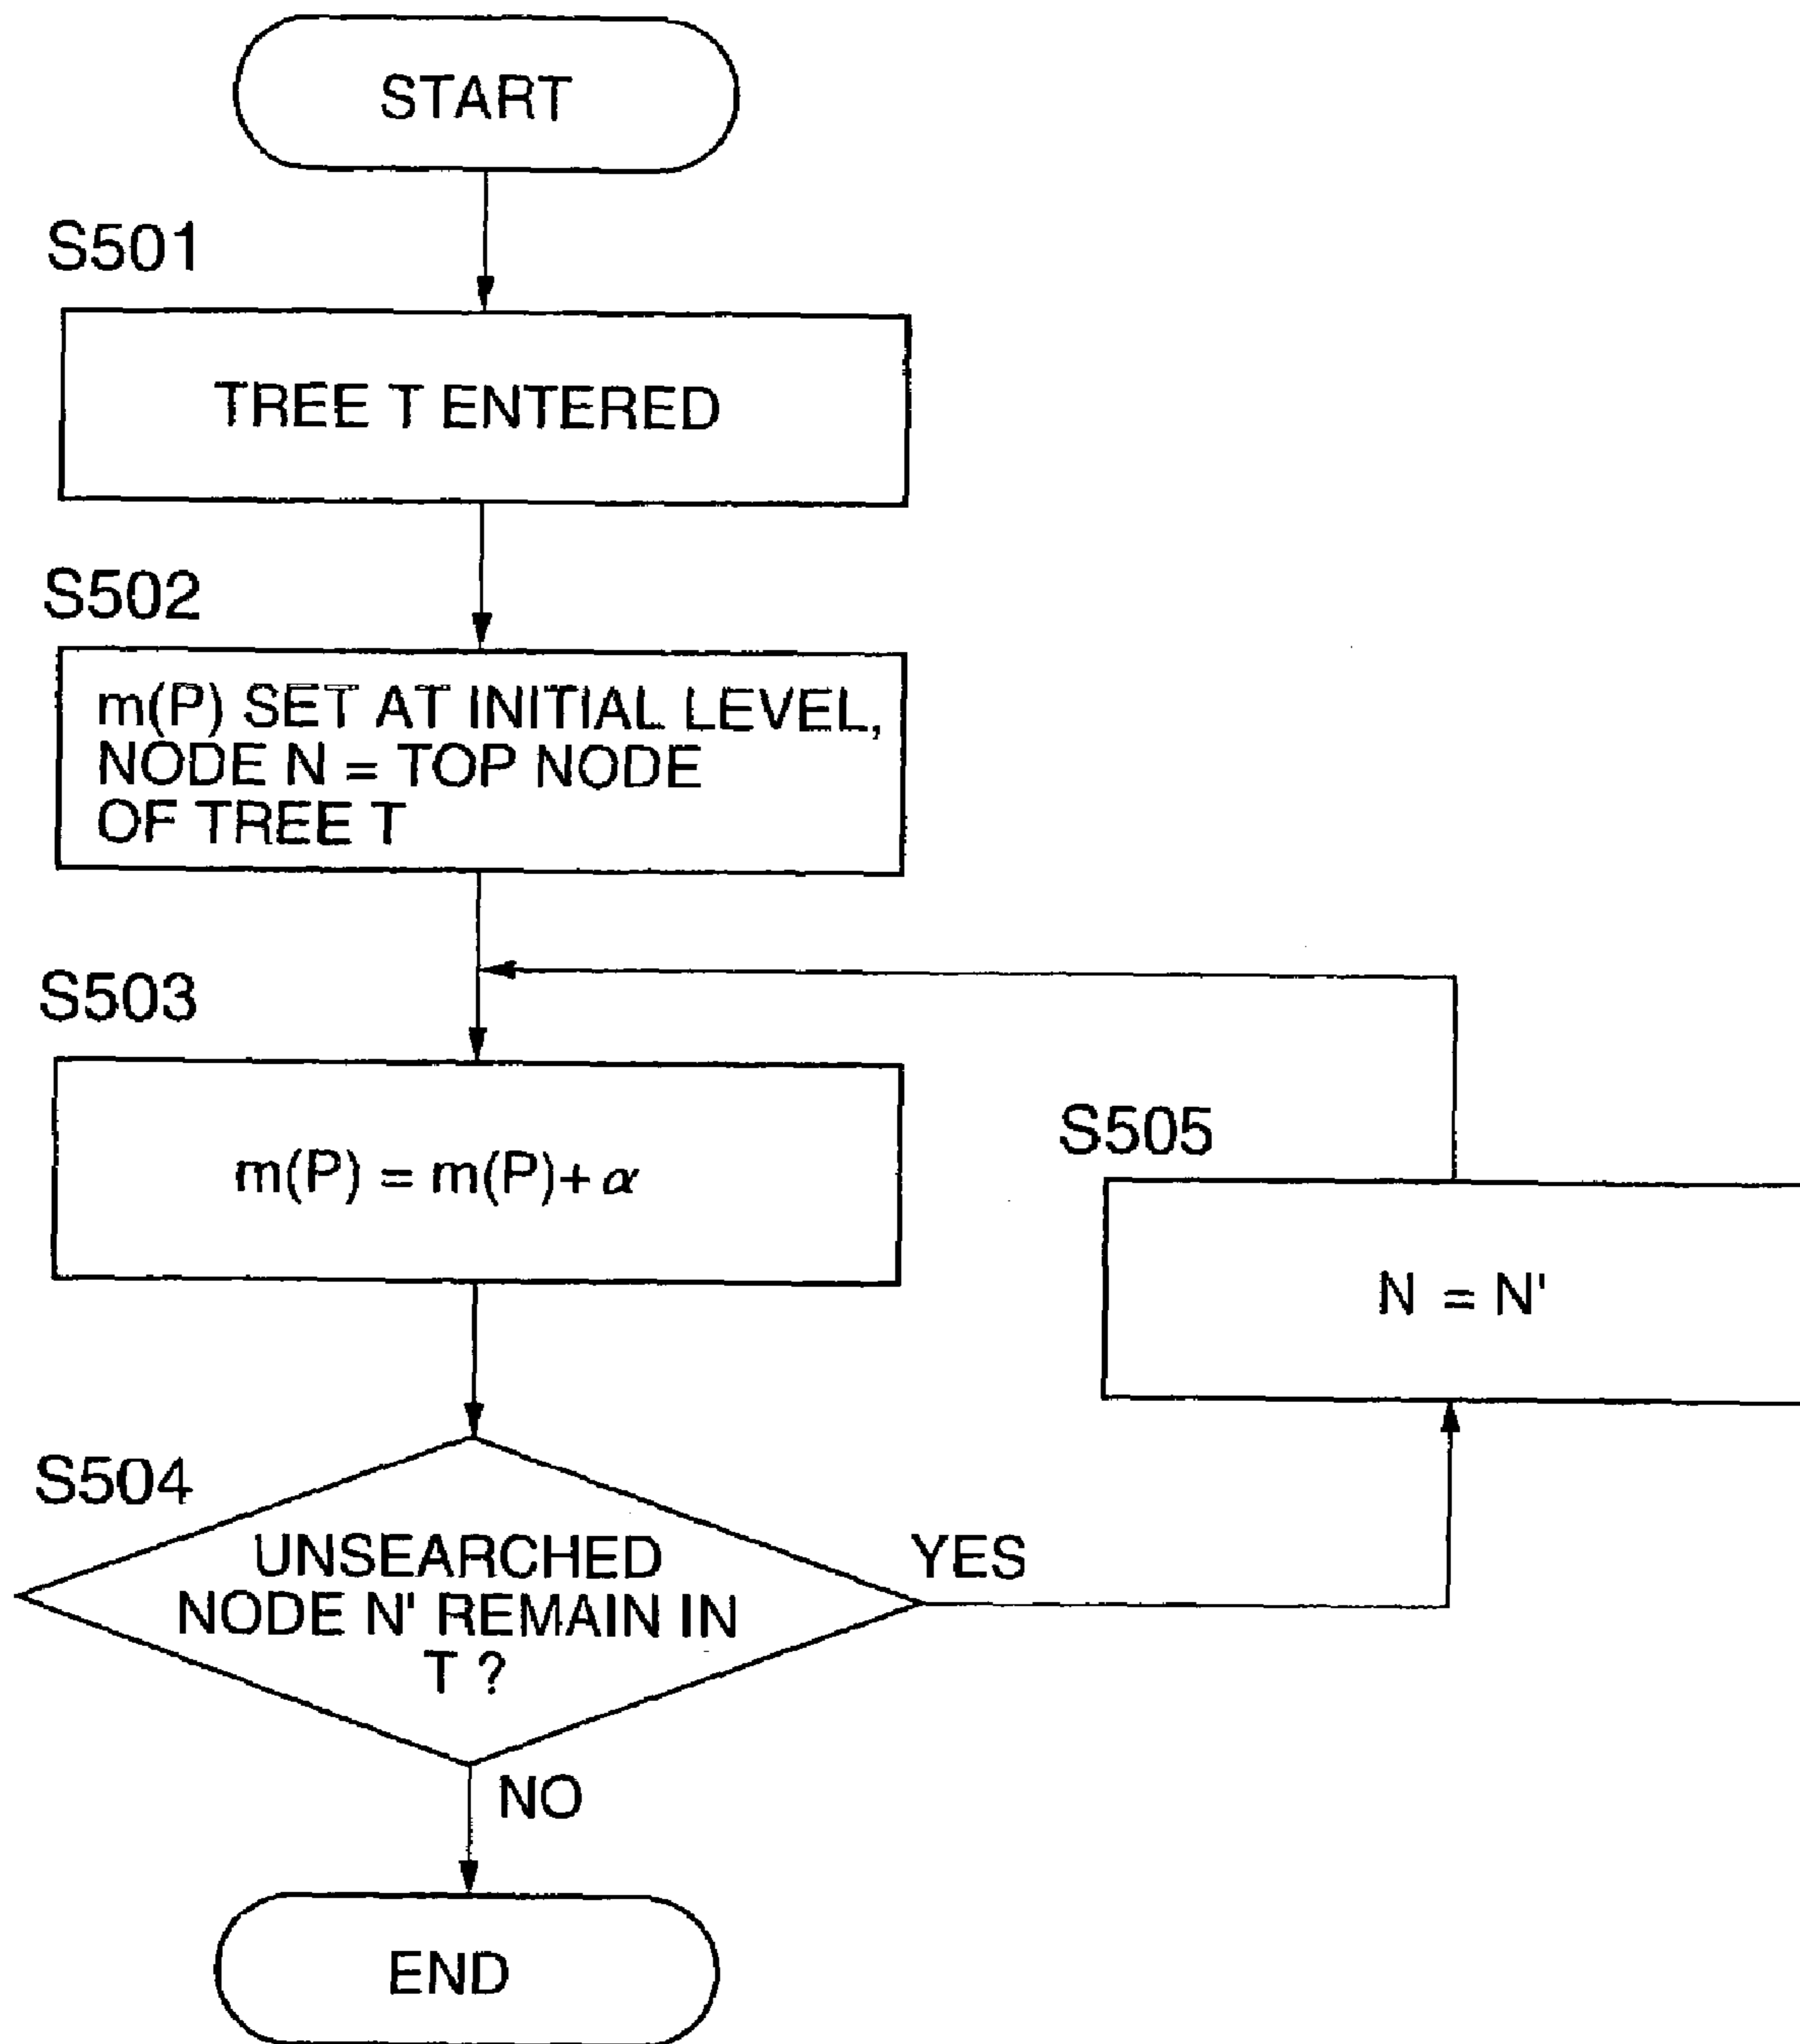 START
S501
TREE T ENTERED
S502
m(P) SET AT INITIAL LEVEL,
NODE N = TOP NODE
OF TREE T
S503
m(P) = m(P)+ α
S505
N = N'
S504
UNSEARCHED
NODE N' REMAIN IN
T ?
YES
NO
END